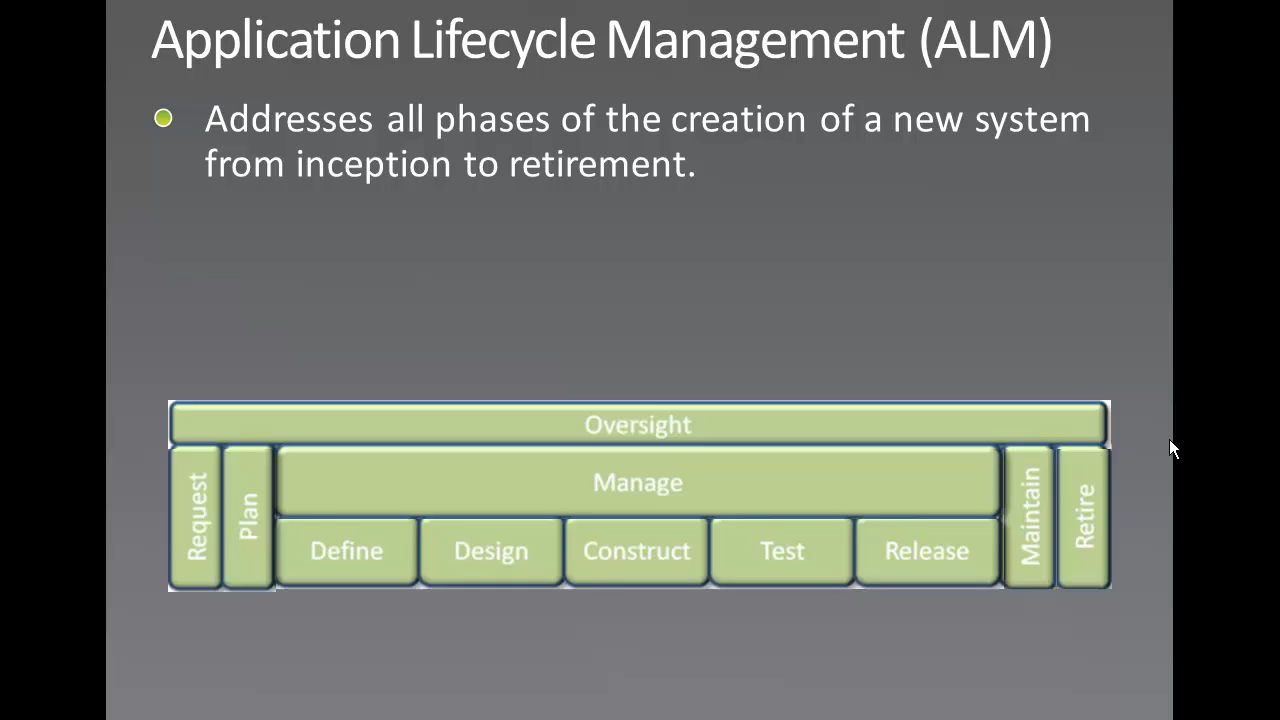 Application Lifecycle Management (ALM)
Addresses all phases of the creation of a new system
from inception to retirement.
Oversight
Request
Plan
Manage
Define
Design
Construct
Test
Release
Maintain
Retire